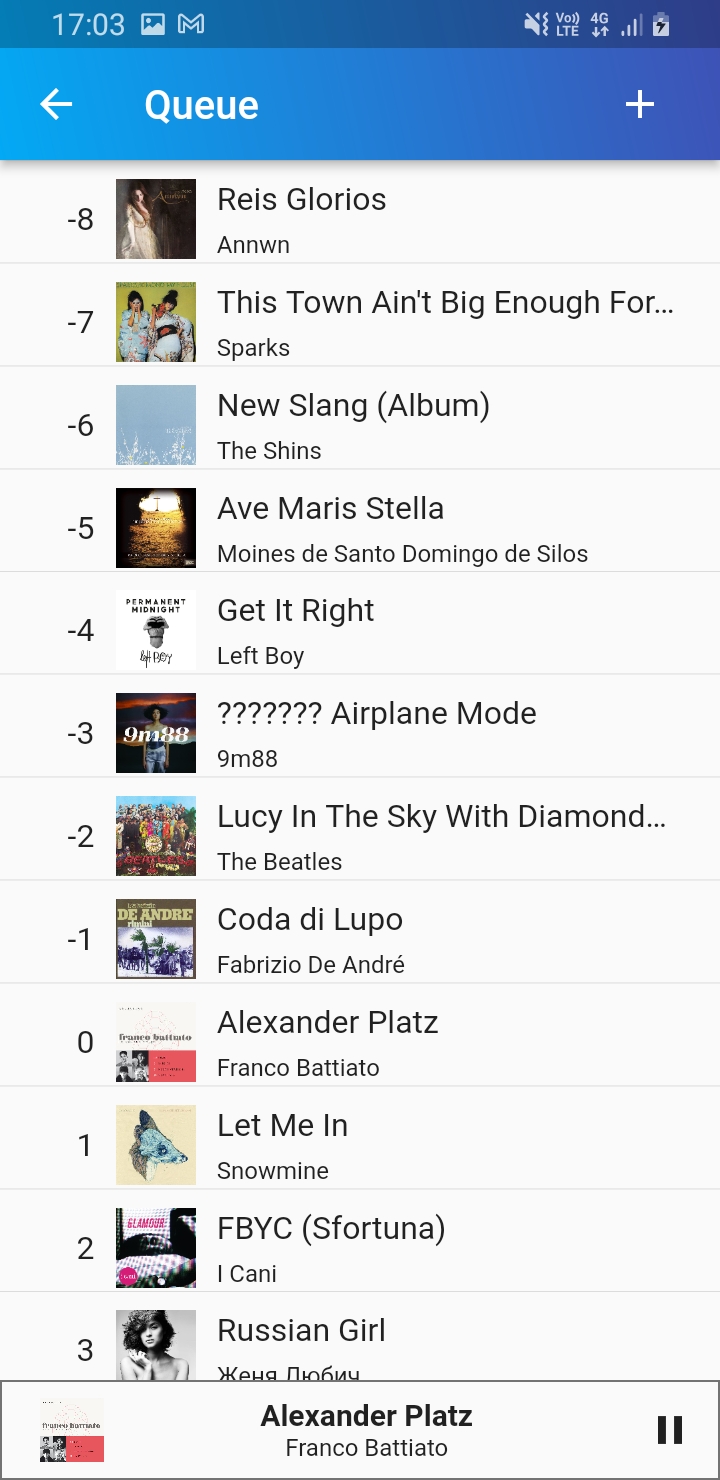 17:03
Vo)) LTE 4G
Queue
-8
Reis Glorios
Annwn
-7
This Town Ain't Big Enough For...
Sparks
-6
New Slang (Album)
The Shins
-5
Ave Maris Stella
Moines de Santo Domingo de Silos
-4
PERMANENT
MIDNIGHT
Get It Right
Left Boy
-3
9m88
??????? Airplane Mode
9m88
-2
Lucy In The Sky With Diamond...
The Beatles
-1
DE ANDRE
rimini
Coda di Lupo
Fabrizio De André
0
franco battiato
Alexander Platz
Franco Battiato
1
Let Me In
Snowmine
2
GLAMOUR
FBYC (Sfortuna)
I Cani
3
Russian Girl
Женя Любич
franco battiato
Alexander Platz
Franco Battiato